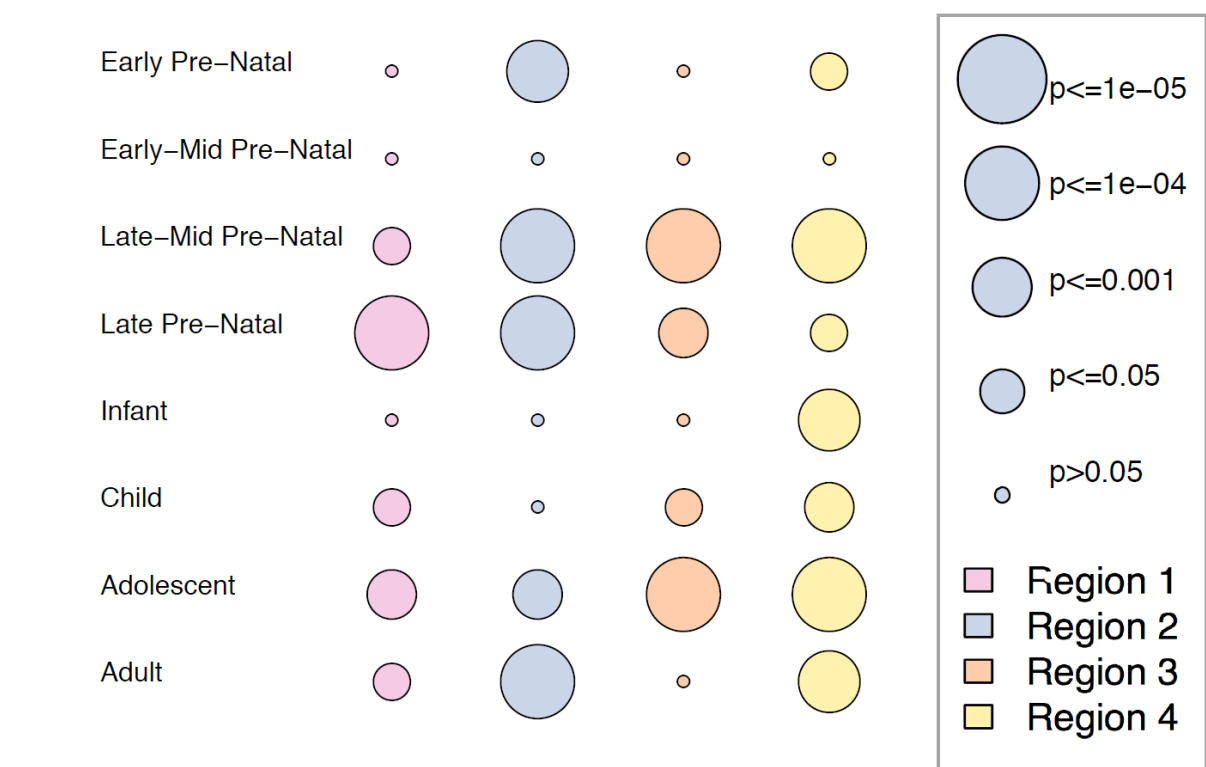 Early Pre−Natal
Early−Mid Pre−Natal
Late−Mid Pre−Natal
Late Pre−Natal
Infant
Child
Adolescent
Adult
p<=1e−05
p<=1e−04
p<=0.001
p<=0.05
p>0.05
Region 1
Region 2
Region 3
Region 4